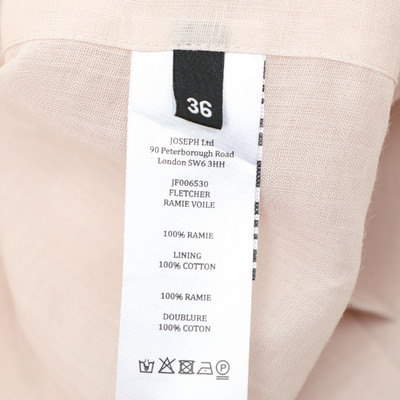 36
JOSEPH Ltd
90 Peterborough Road
London SW6 3HH
JF006530
FLETCHER
RAMIE VOILE
100% RAMIE
LINING
100% COTTON
100% RAMIE
DOUBLURE
100% COTON